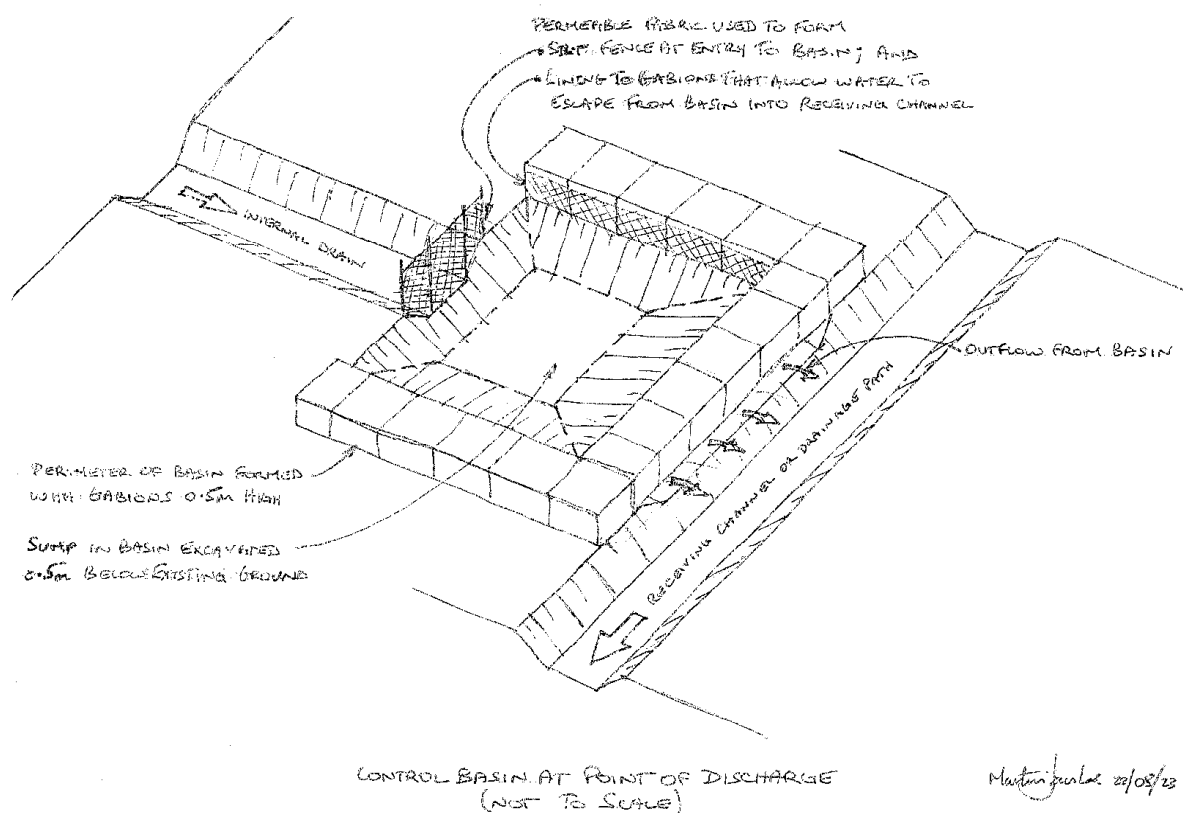 PERMEABLE FABRIC USED TO FORM
• SILT FENCE AT ENTRY TO BASIN; AND
• LINING TO GABIONS THAT ALLOW WATER TO
ESCAPE FROM BASIN INTO RECEIVING CHANNEL
INTERNAL DRAIN
OUTFLOW FROM BASIN
RECEIVING CHANNEL OR DRAINAGE PATH
PERIMETER OF BASIN FORMED
WITH GABIONS 0.5m HIGH
SUMP IN BASIN EXCAVATED
0.5m BELOW EXISTING GROUND
CONTROL BASIN AT POINT OF DISCHARGE
(NOT TO SCALE)
22/05/23